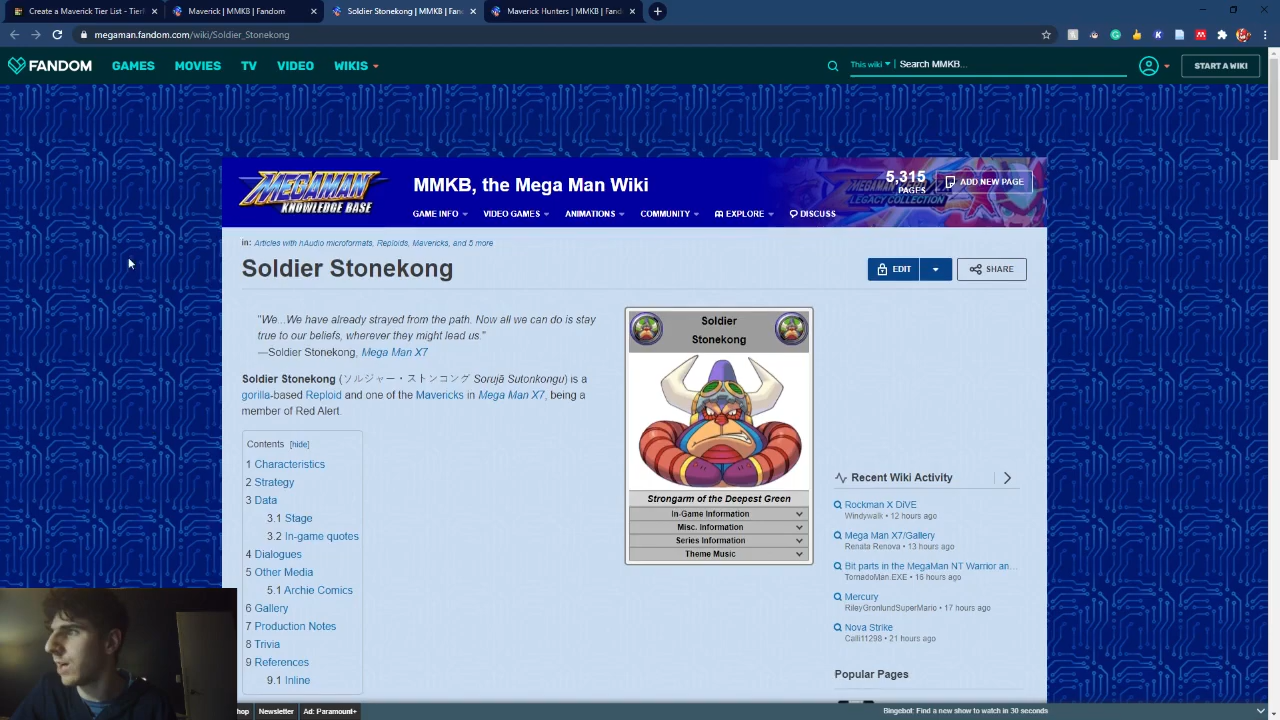 Create a Maverick Tier List - Tier
Maverick | MMKB | Fandom
Soldier Stonekong | MMKB | Fan
Maverick Hunters | MMKB | Fand
megaman.fandom.com/wiki/Soldier_Stonekong
FANDOM
GAMES
MOVIES
TV
VIDEO
WIKIS
This wiki
Search MMKB...
START A WIKI
MEGAMAN
KNOWLEDGE BASE
MMKB, the Mega Man Wiki
5,315
PAGES
ADD NEW PAGE
LEGACY COLLECTION
GAME INFO
VIDEO GAMES
ANIMATIONS
COMMUNITY
EXPLORE
DISCUSS
in: Articles with hAudio microformats, Reploids, Mavericks, and 5 more
Soldier Stonekong
EDIT
SHARE
"We...We have already strayed from the path. Now all we can do is stay
true to our beliefs, wherever they might lead us."
—Soldier Stonekong, Mega Man X7
Soldier Stonekong (ソルジャー・ストンコング Sorujā Sutonkongu) is a
gorilla-based Reploid and one of the Mavericks in Mega Man X7, being a
member of Red Alert.
Contents [hide]
1 Characteristics
2 Strategy
3 Data
3.1 Stage
3.2 In-game quotes
4 Dialogues
5 Other Media
5.1 Archie Comics
6 Gallery
7 Production Notes
8 Trivia
9 References
9.1 Inline
Soldier
Stonekong
Strongarm of the Deepest Green
In-Game Information
Misc. Information
Series Information
Theme Music
Recent Wiki Activity
Rockman X DiVE
Windywalk • 12 hours ago
Mega Man X7/Gallery
Renata Renova • 13 hours ago
Bit parts in the MegaMan NT Warrior an...
TornadoMan.EXE • 16 hours ago
Mercury
RileyGronlundSuperMario • 17 hours ago
Nova Strike
Calli11298 • 21 hours ago
Popular Pages
hop
Newsletter
Ad: Paramount+
Bingebot: Find a new show to watch in 30 seconds